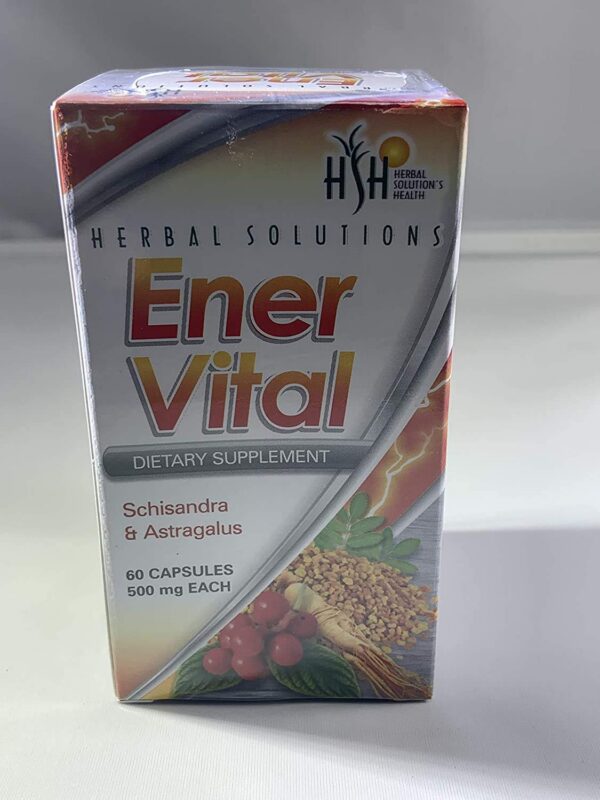 HSH
HERBAL
SOLUTION'S
HEALTH
HERBAL SOLUTIONS
Ener
Vital
DIETARY SUPPLEMENT
Schisandra
& Astragalus
60 CAPSULES
500 mg EACH